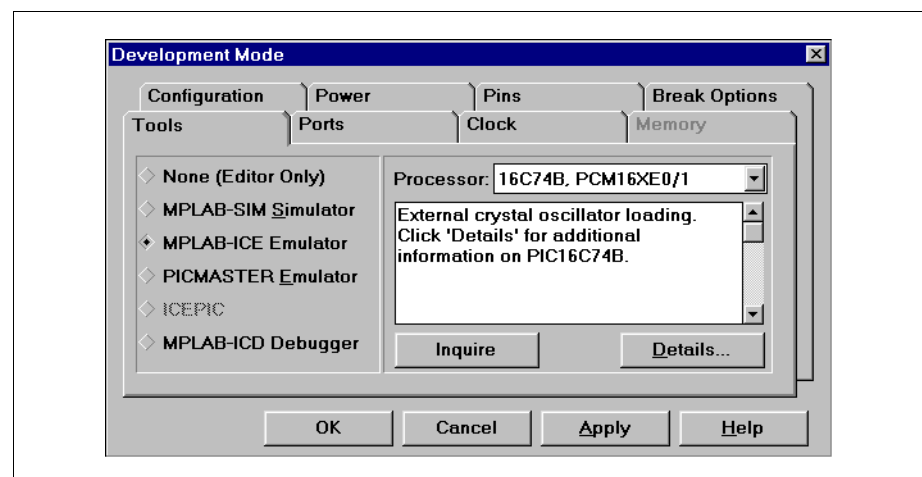 Development Mode
Configuration Power Pins Break Options
Tools Ports Clock Memory
None (Editor Only)
MPLAB-SIM Simulator
MPLAB-ICE Emulator
PICMASTER Emulator
ICEPIC
MPLAB-ICD Debugger
Processor: 16C74B, PCM16XE0/1
External crystal oscillator loading.
Click 'Details' for additional
information on PIC16C74B.
Inquire Details...
OK Cancel Apply Help